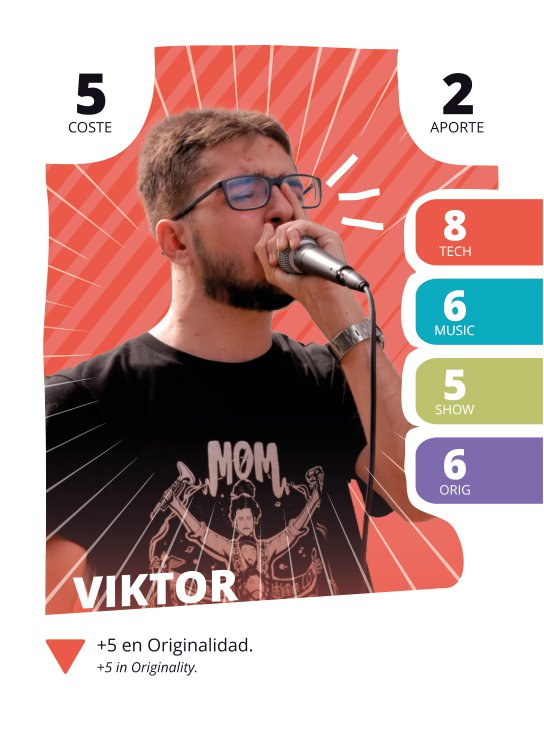 5
COSTE
2
APORTE
8
TECH
6
MUSIC
5
SHOW
6
ORIG
MOM
VIKTOR
+5 en Originalidad.
+5 in Originality.